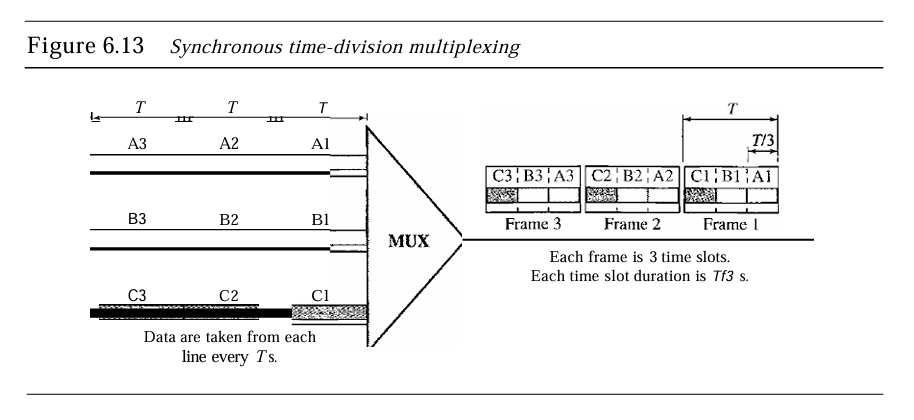 Figure 6.13 Synchronous time-division multiplexing
T T T
T
T/3
A3 A2 A1
C3 B3 A3 C2 B2 A2 C1 B1 A1
Frame 3 Frame 2 Frame 1
B3 B2 B1
MUX
Each frame is 3 time slots.
Each time slot duration is Tf3 s.
C3 C2 C1
Data are taken from each
line every T s.